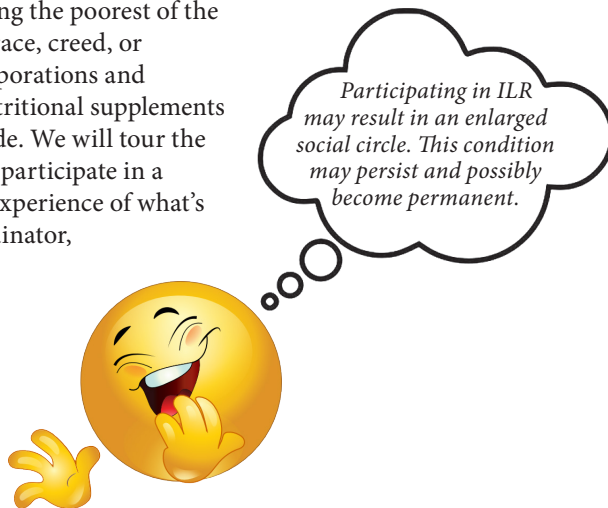 ng the poorest of the
ace, creed, or
porations and
tritional supplements
de. We will tour the
participate in a
xperience of what's
inator,
Participating in ILR
may result in an enlarged
social circle. This condition
may persist and possibly
become permanent.